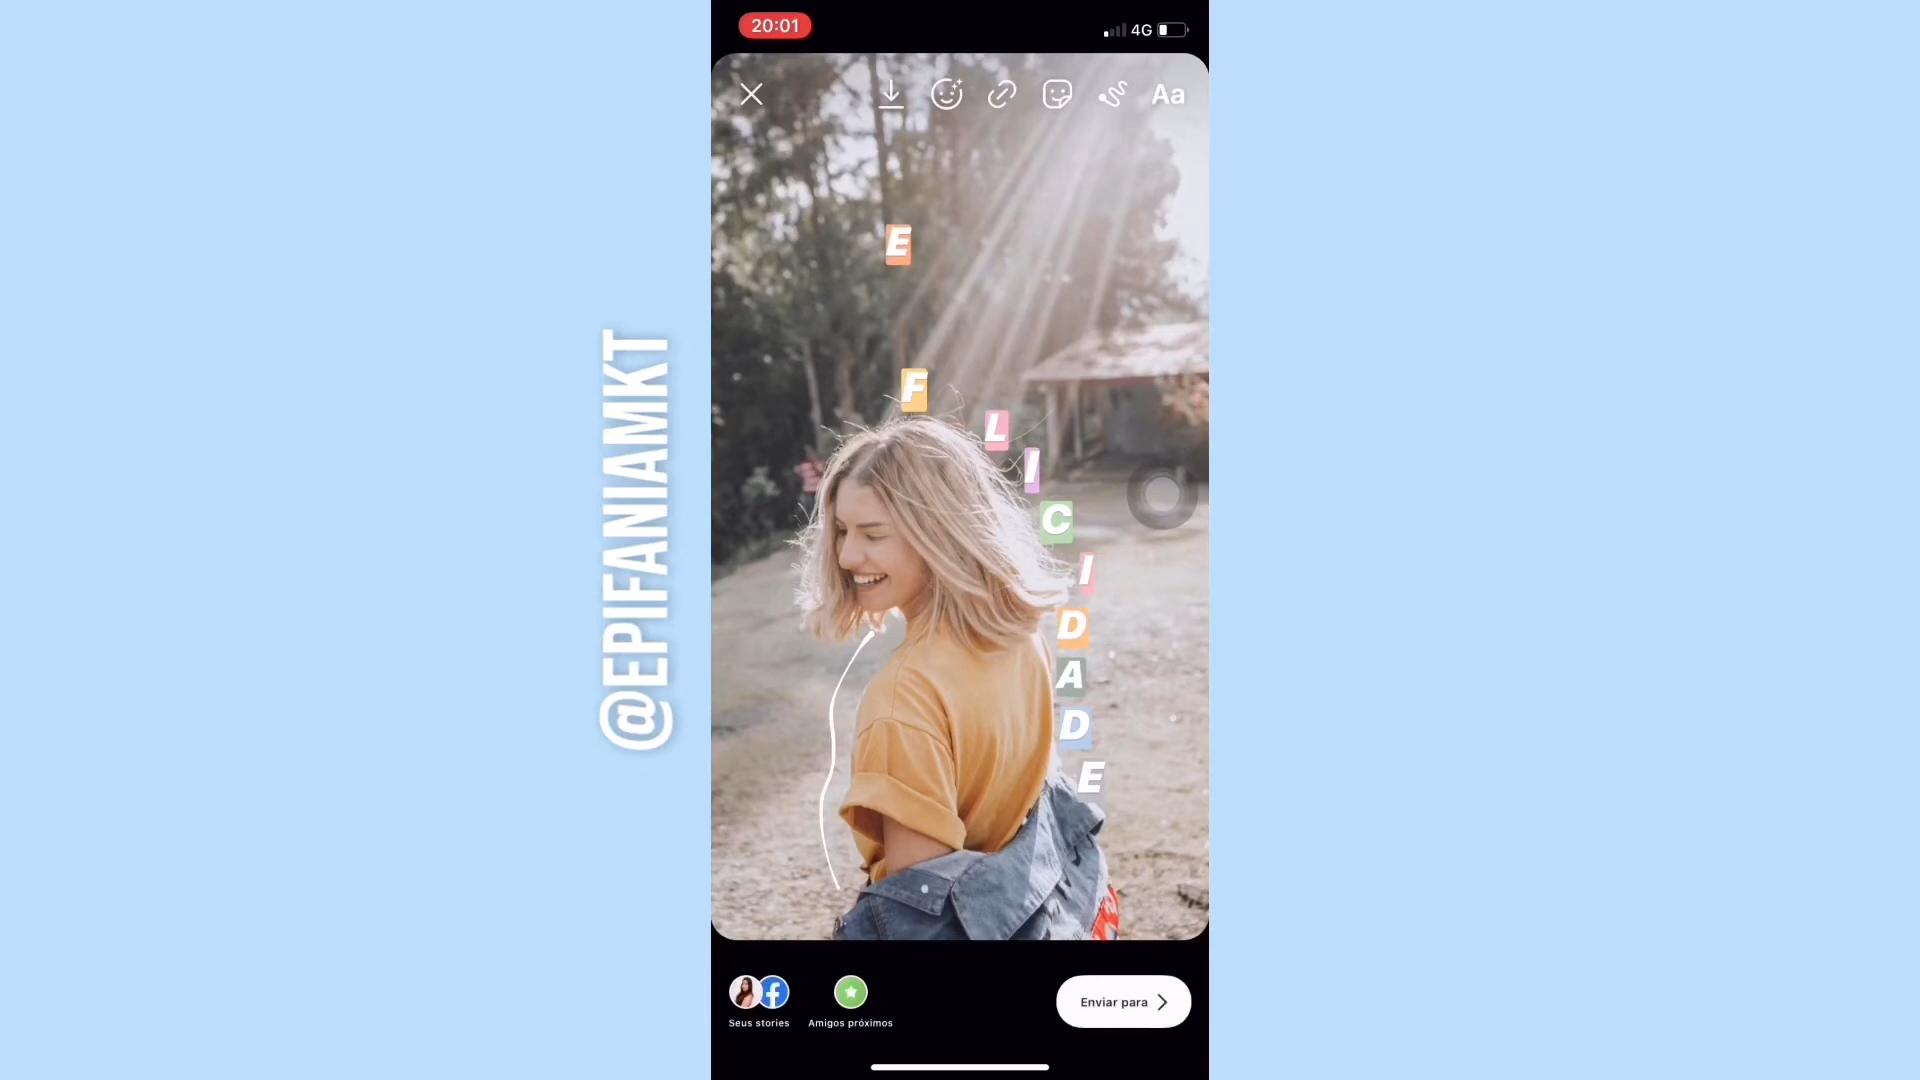 20:01
4G
Aa
E
F
L
I
C
I
D
A
D
E
@EPIFANIAMKT
Seus stories
Amigos próximos
Enviar para